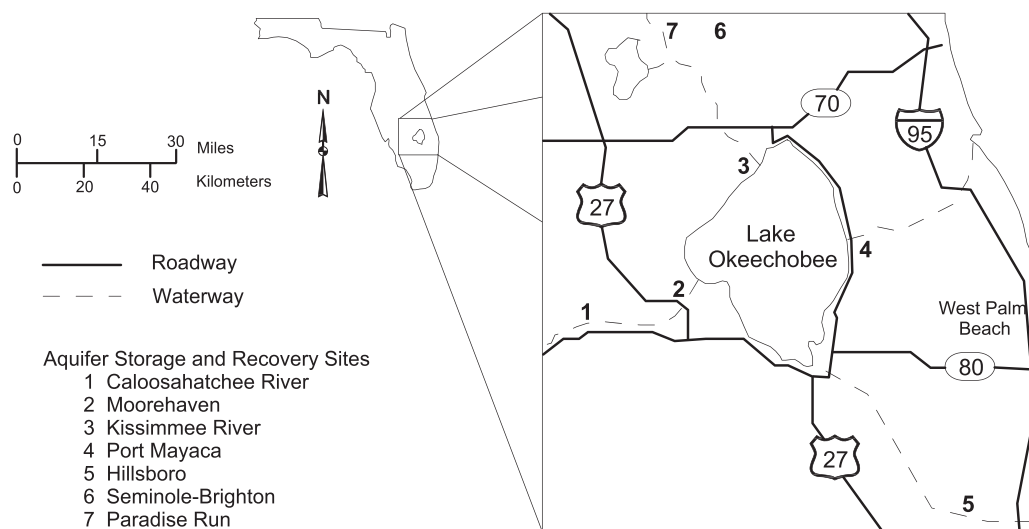 N
0 15 30 Miles
0 20 40 Kilometers
Roadway
Waterway
Aquifer Storage and Recovery Sites
1 Caloosahatchee River
2 Moorehaven
3 Kissimmee River
4 Port Mayaca
5 Hillsboro
6 Seminole-Brighton
7 Paradise Run
7 6
70
95
3
27
Lake
Okeechobee
4
2
1
West Palm
Beach
80
27
5